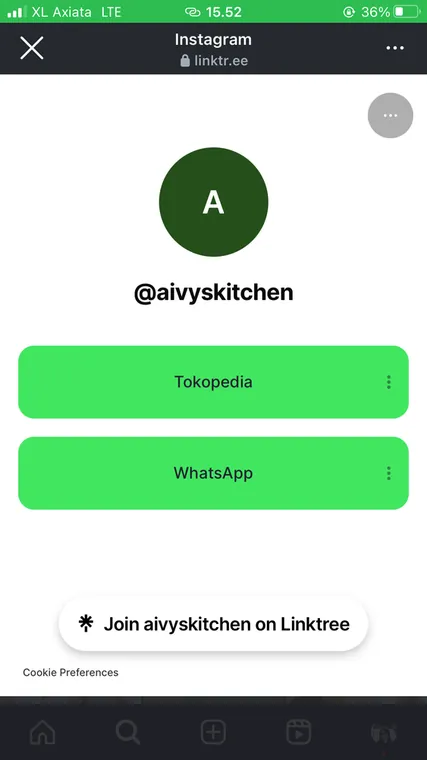 XL Axiata LTE 15.52 36%
Instagram
linktr.ee
A
@aivyskitchen
Tokopedia
WhatsApp
Join aivyskitchen on Linktree
Cookie Preferences